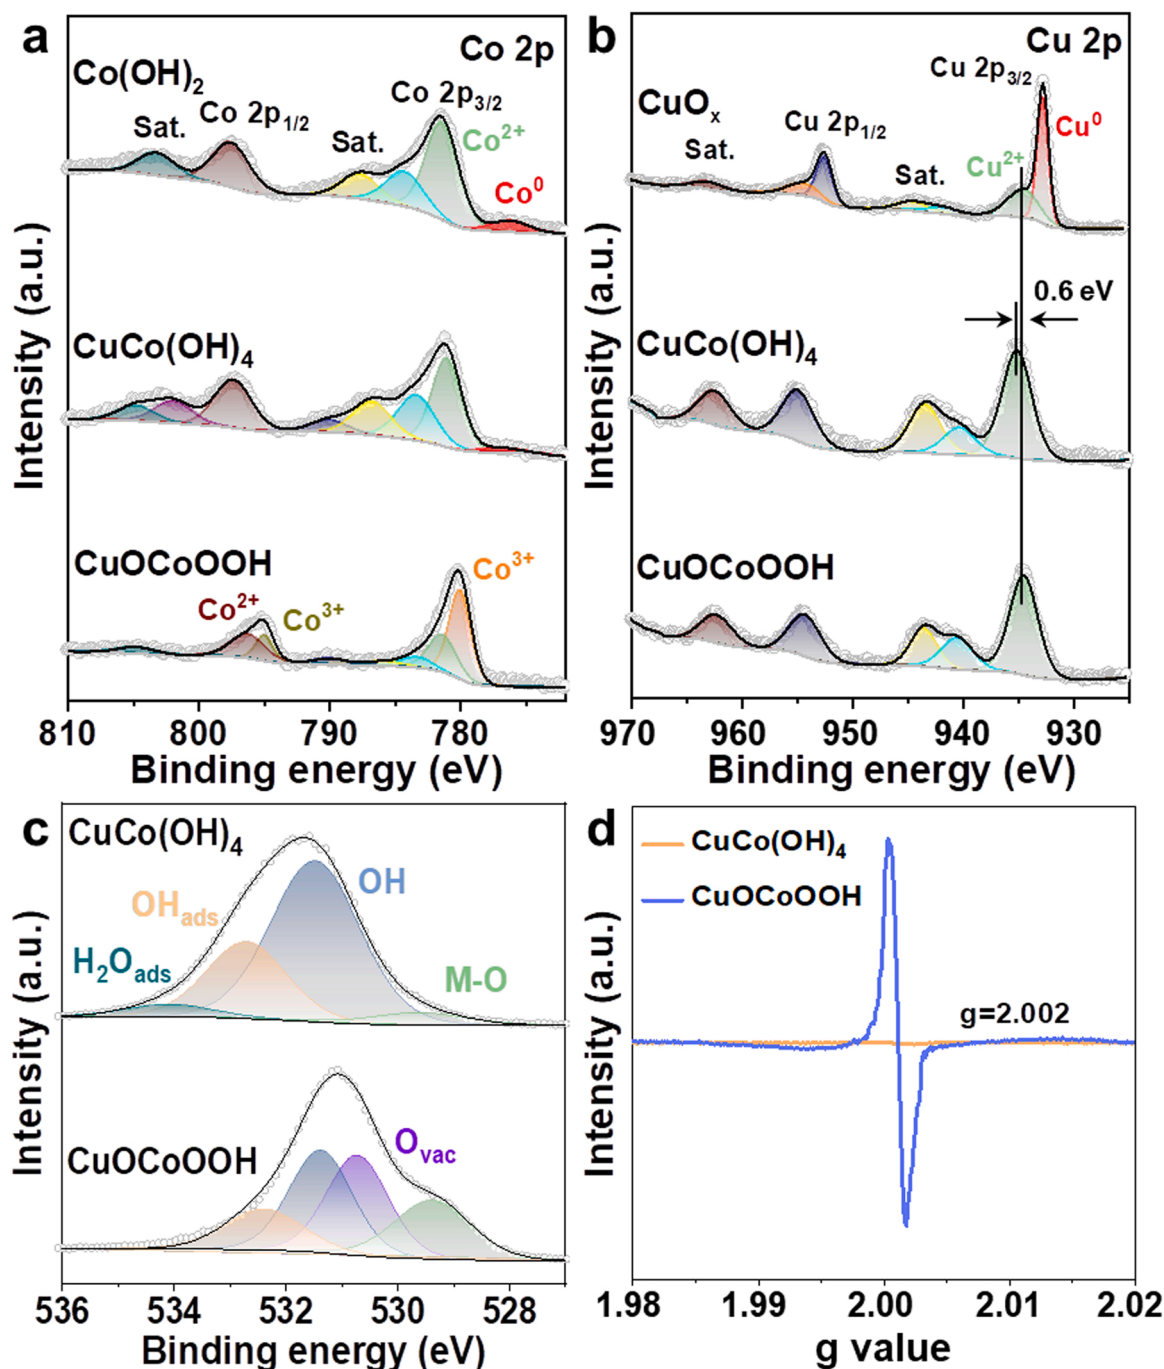 a
Co 2p
Co(OH)2
Co 2p3/2
Co 2p1/2
Sat.
Sat.
Co2+
Co0
CuCo(OH)4
CuOCoOOH
Co3+
Co2+
Co3+
Intensity (a.u.)
810 800 790 780
Binding energy (eV)
b
Cu 2p
Cu 2p3/2
CuOx
Cu0
Cu 2p1/2
Sat.
Cu2+
Sat.
0.6 eV
CuCo(OH)4
CuOCoOOH
Intensity (a.u.)
970 960 950 940 930
Binding energy (eV)
c
CuCo(OH)4
OH
OHads
H2Oads
M-O
Ovac
CuOCoOOH
Intensity (a.u.)
536 534 532 530 528
Binding energy (eV)
d
CuCo(OH)4
CuOCoOOH
g=2.002
Intensity (a.u.)
1.98 1.99 2.00 2.01 2.02
g value